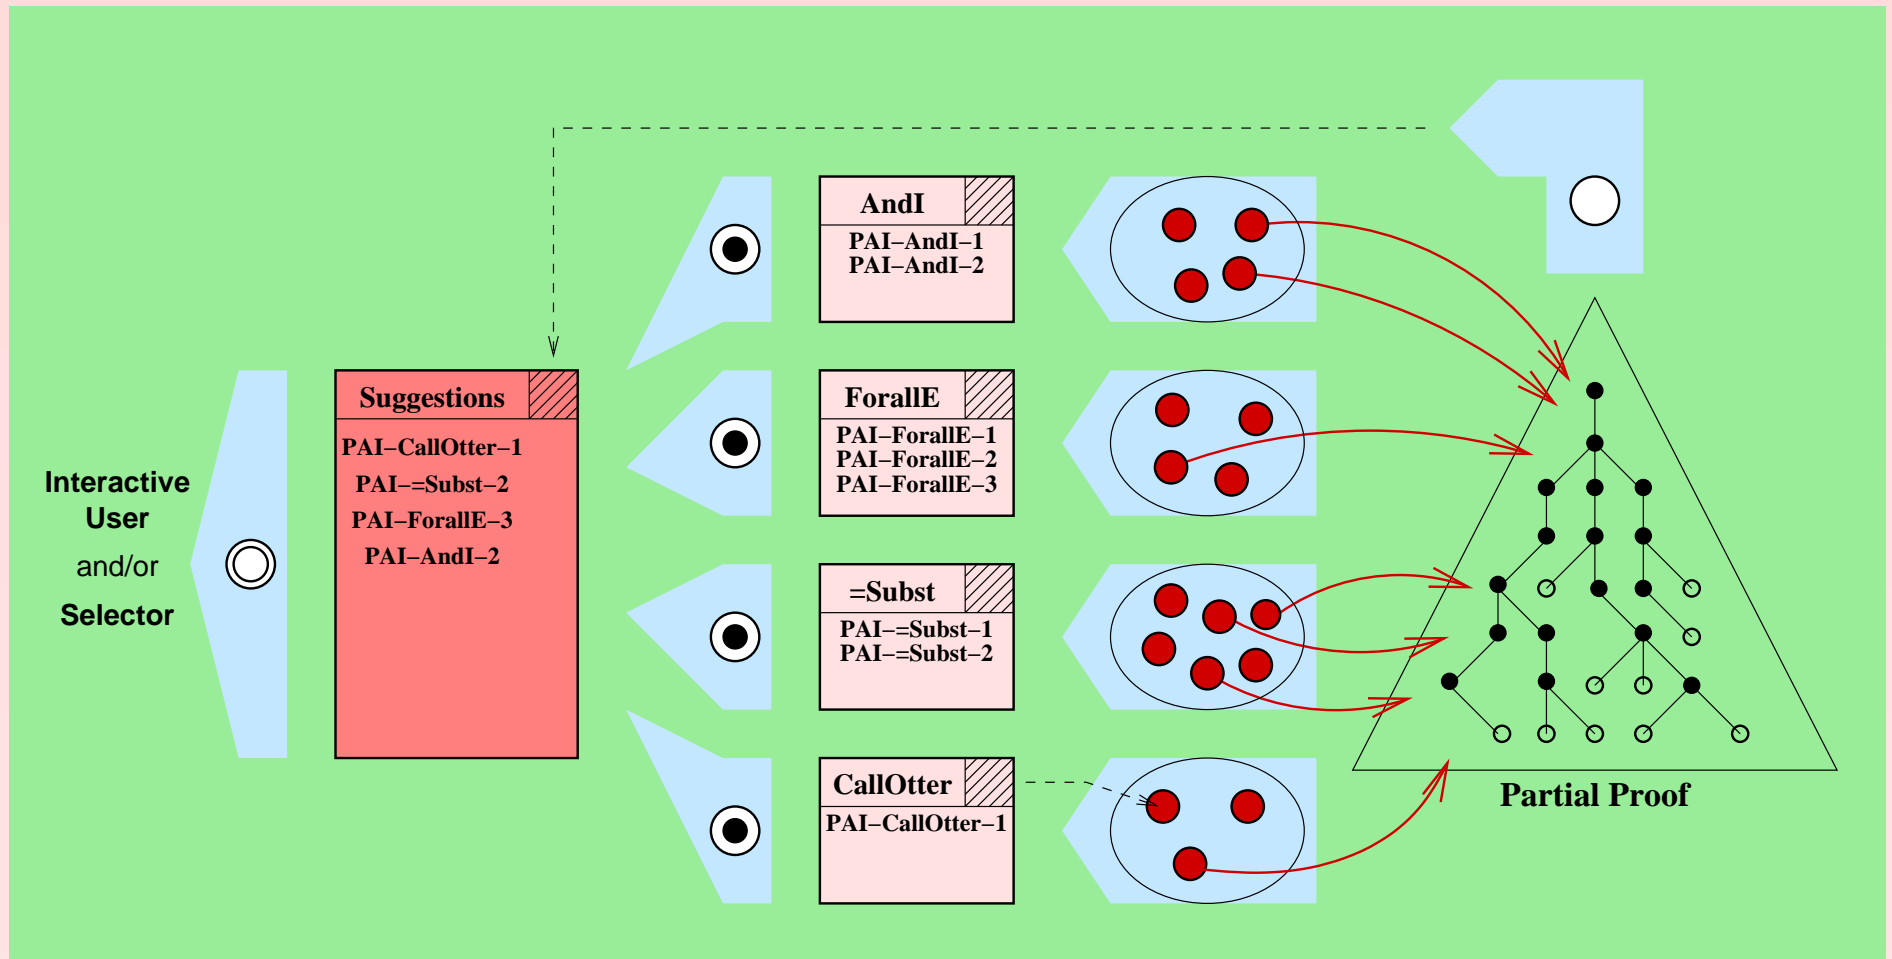 Interactive
User
and/or
Selector
Suggestions
PAI–CallOtter–1
PAI–=Subst–2
PAI–ForallE–3
PAI–AndI–2
AndI
PAI–AndI–1
PAI–AndI–2
ForallE
PAI–ForallE–1
PAI–ForallE–2
PAI–ForallE–3
=Subst
PAI–=Subst–1
PAI–=Subst–2
CallOtter
PAI–CallOtter–1
Partial Proof